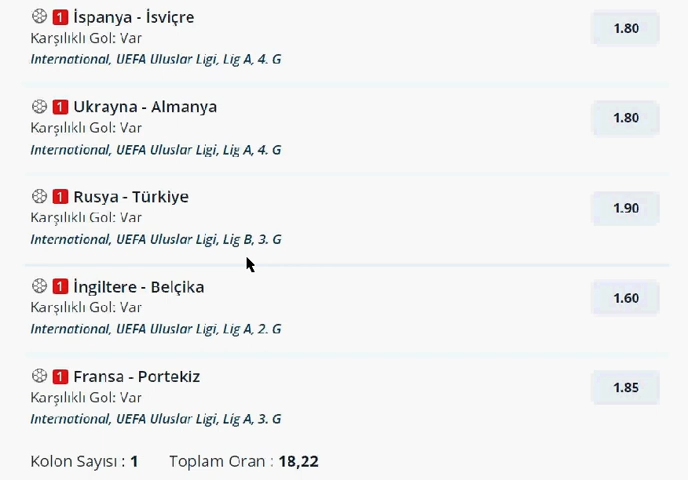 1 İspanya - İsviçre
1.80
Karşılıklı Gol: Var
International, UEFA Uluslar Ligi, Lig A, 4. G
1 Ukrayna - Almanya
1.80
Karşılıklı Gol: Var
International, UEFA Uluslar Ligi, Lig A, 4. G
1 Rusya - Türkiye
1.90
Karşılıklı Gol: Var
International, UEFA Uluslar Ligi, Lig B, 3. G
1 İngiltere - Belçika
1.60
Karşılıklı Gol: Var
International, UEFA Uluslar Ligi, Lig A, 2. G
1 Fransa - Portekiz
1.85
Karşılıklı Gol: Var
International, UEFA Uluslar Ligi, Lig A, 3. G
Kolon Sayısı : 1 Toplam Oran : 18,22